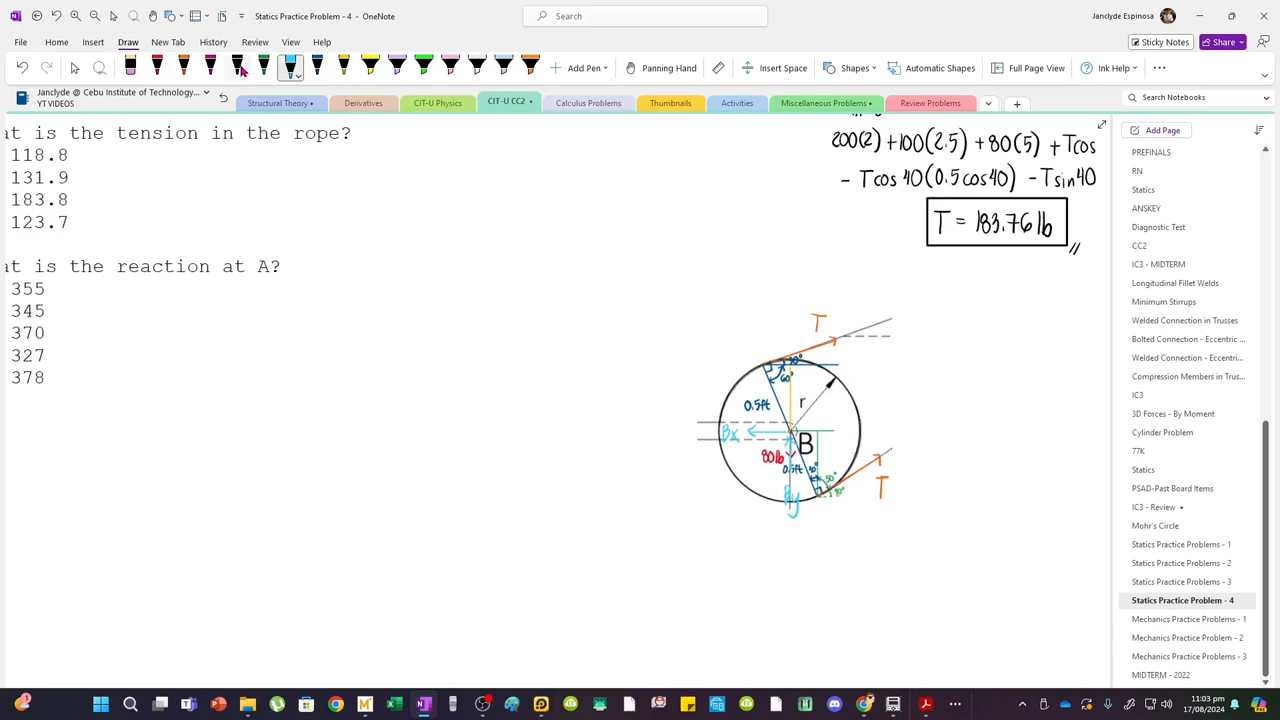 Statics Practice Problem - 4 - OneNote
Search
Janclyde Espinosa
File Home Insert Draw New Tab History Review View Help
Sticky Notes
Share
Add Pen
Panning Hand
Insert Space
Shapes
Automatic Shapes
Full Page View
Ink Help
Janclyde @ Cebu Institute of Technology...
YT VIDEOS
Structural Theory
Derivatives
CIT-U Physics
CIT-U CC2
Calculus Problems
Thumbnails
Activities
Miscellaneous Problems
Review Problems
Search Notebooks
at is the tension in the rope?
118.8
131.9
183.8
123.7
at is the reaction at A?
355
345
370
327
378
200(2) +100(2.5) +80(5) +Tcos
- Tcos 40(0.5cos40) -Tsin40
T = 183.76 lb
T
30°
60°
0.5ft
r
Bx
B
80lb
0.5ft
40°
50°
T
By
Add Page
PREFINALS
RN
Statics
ANSKEY
Diagnostic Test
CC2
IC3 - MIDTERM
Longitudinal Fillet Welds
Minimum Stirrups
Welded Connection in Trusses
Bolted Connection - Eccentric ...
Welded Connection - Eccentric...
Compression Members in Trus...
IC3
3D Forces - By Moment
Cylinder Problem
77K
Statics
PSAD-Past Board Items
IC3 - Review
Mohr's Circle
Statics Practice Problems - 1
Statics Practice Problems - 2
Statics Practice Problems - 3
Statics Practice Problem - 4
Mechanics Practice Problems - 1
Mechanics Practice Problem - 2
Mechanics Practice Problems - 3
MIDTERM - 2022
11:03 pm
17/08/2024